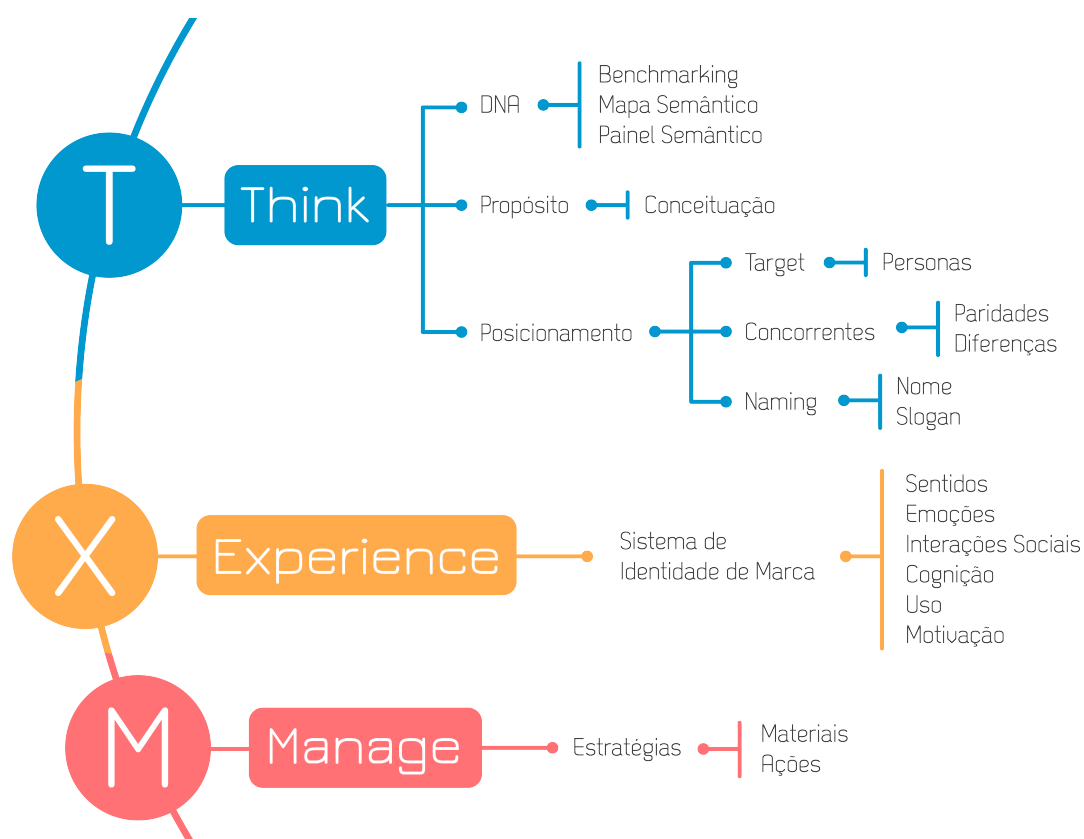 T
Think
DNA
Benchmarking
Mapa Semântico
Painel Semântico
Propósito
Conceituação
Posicionamento
Target
Personas
Concorrentes
Paridades
Diferenças
Naming
Nome
Slogan
X
Experience
Sistema de
Identidade de Marca
Sentidos
Emoções
Interações Sociais
Cognição
Uso
Motivação
M
Manage
Estratégias
Materiais
Ações